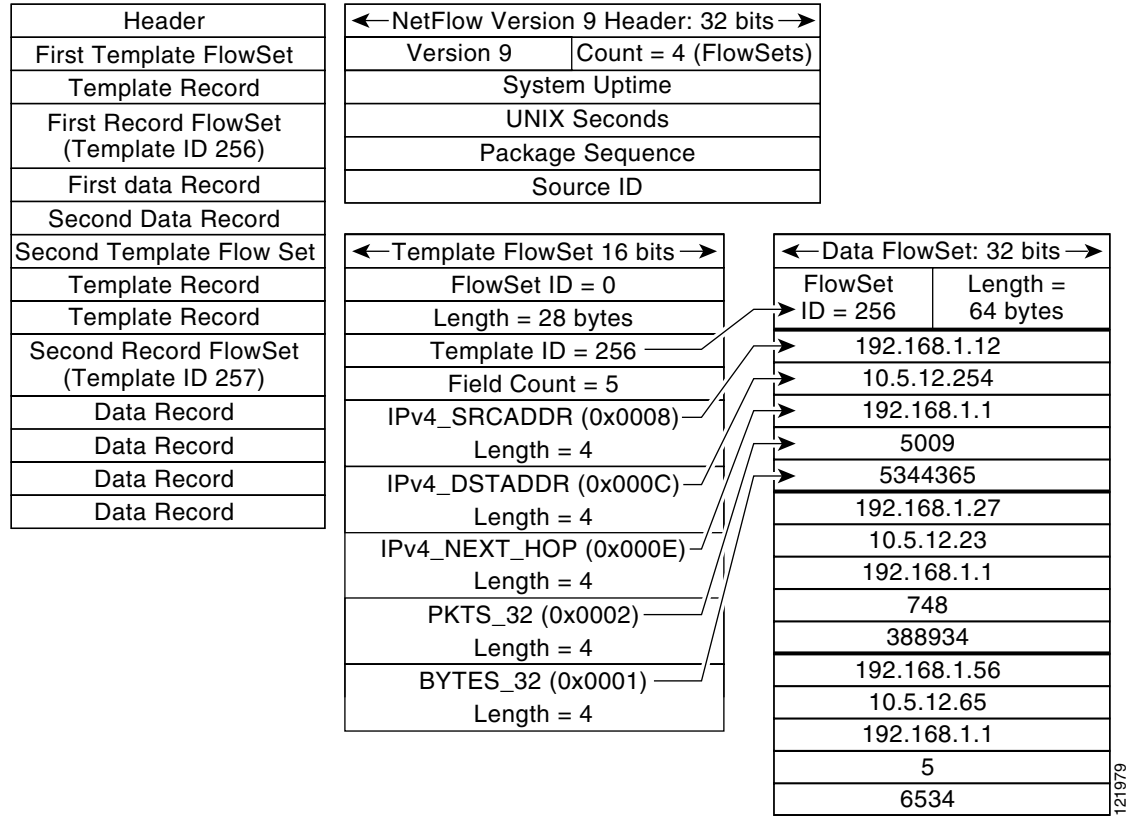 Header
First Template FlowSet
Template Record
First Record FlowSet
(Template ID 256)
First data Record
Second Data Record
Second Template Flow Set
Template Record
Template Record
Second Record FlowSet
(Template ID 257)
Data Record
Data Record
Data Record
Data Record
NetFlow Version 9 Header: 32 bits
Version 9
Count = 4 (FlowSets)
System Uptime
UNIX Seconds
Package Sequence
Source ID
Template FlowSet 16 bits
FlowSet ID = 0
Length = 28 bytes
Template ID = 256
Field Count = 5
IPv4_SRCADDR (0x0008)
Length = 4
IPv4_DSTADDR (0x000C)
Length = 4
IPv4_NEXT_HOP (0x000E)
Length = 4
PKTS_32 (0x0002)
Length = 4
BYTES_32 (0x0001)
Length = 4
Data FlowSet: 32 bits
FlowSet
ID = 256
Length =
64 bytes
192.168.1.12
10.5.12.254
192.168.1.1
5009
5344365
192.168.1.27
10.5.12.23
192.168.1.1
748
388934
192.168.1.56
10.5.12.65
192.168.1.1
5
6534
121979